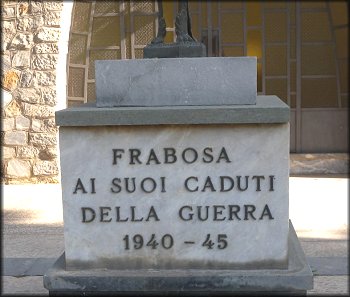 FRABOSA
AI SUOI CADUTI
DELLA GUERRA
1940 - 45